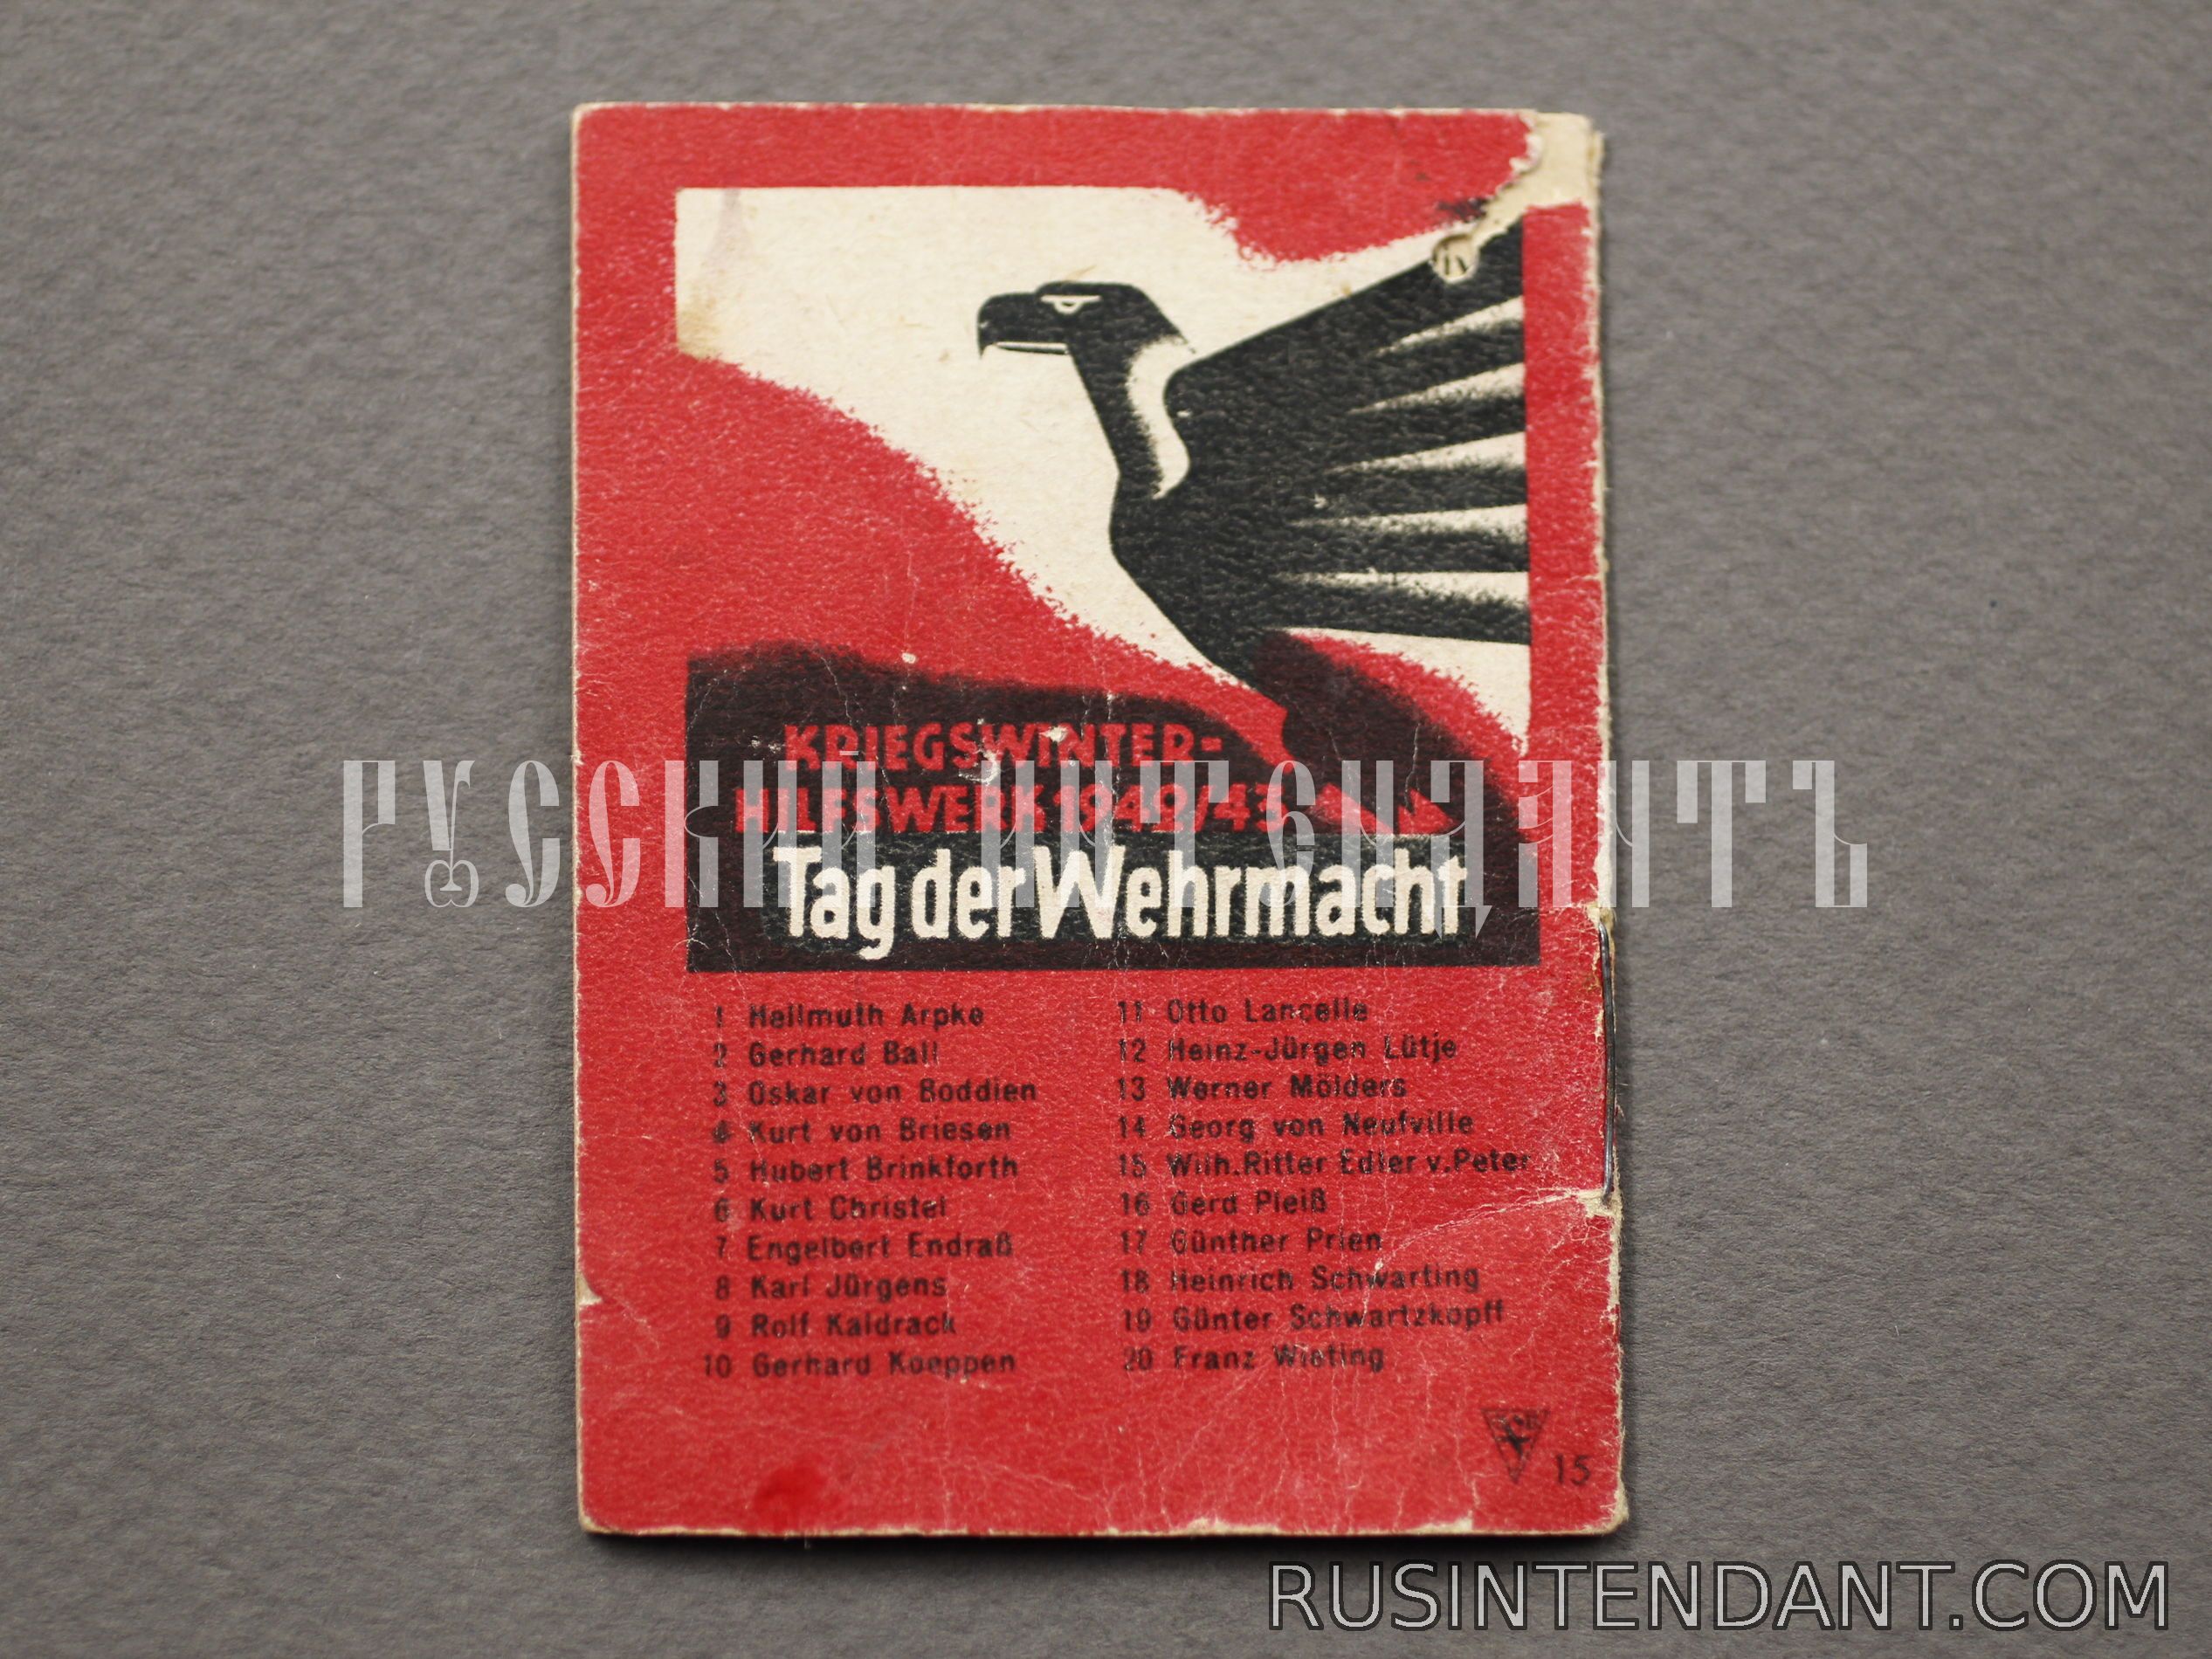 KRIEGSWINTER-
HILFSWERK 1942/43
РУССКИЙ ИНТЕНДАНТЪ
Tag der Wehrmacht
1 Hellmuth Arpke
2 Gerhard Ball
3 Oskar von Boddien
4 Kurt von Briesen
5 Hubert Brinkforth
6 Kurt Christel
7 Engelbert Endraß
8 Karl Jürgens
9 Rolf Kaldrack
10 Gerhard Koeppen
11 Otto Lancelle
12 Heinz-Jürgen Lütje
13 Werner Mölders
14 Georg von Neufville
15 Wilh. Ritter Edler v. Peter
16 Gerd Pleiß
17 Günther Prien
18 Heinrich Schwarting
19 Günter Schwartzkopff
20 Franz Wieting
15
RUSINTENDANT.COM